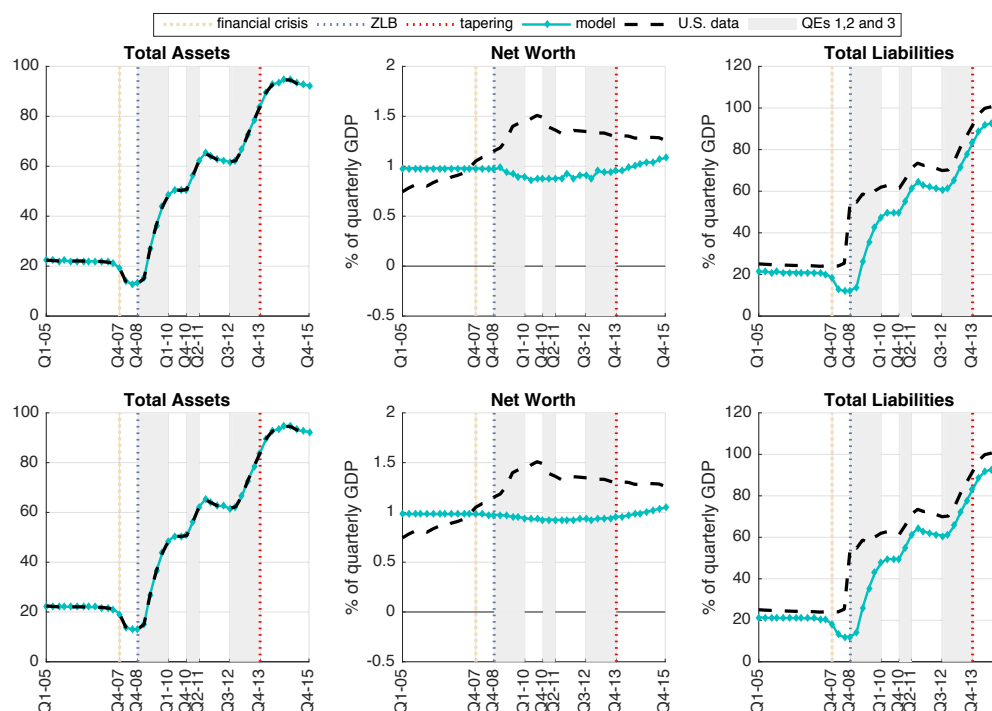 financial crisis ZLB tapering model U.S. data QEs 1,2 and 3
Total Assets
100
80
60
40
20
0
Q1-05
Q4-07
Q4-08
Q1-10
Q4-10
Q2-11
Q3-12
Q4-13
Q4-15
Net Worth
% of quarterly GDP
2
1.5
1
0.5
0
-0.5
Q1-05
Q4-07
Q4-08
Q1-10
Q4-10
Q2-11
Q3-12
Q4-13
Q4-15
Total Liabilities
% of quarterly GDP
120
100
80
60
40
20
0
Q1-05
Q4-07
Q4-08
Q1-10
Q4-10
Q2-11
Q3-12
Q4-13
Total Assets
100
80
60
40
20
0
Q1-05
Q4-07
Q4-08
Q1-10
Q4-10
Q2-11
Q3-12
Q4-13
Q4-15
Net Worth
% of quarterly GDP
2
1.5
1
0.5
0
-0.5
Q1-05
Q4-07
Q4-08
Q1-10
Q4-10
Q2-11
Q3-12
Q4-13
Q4-15
Total Liabilities
% of quarterly GDP
120
100
80
60
40
20
0
Q1-05
Q4-07
Q4-08
Q1-10
Q4-10
Q2-11
Q3-12
Q4-13